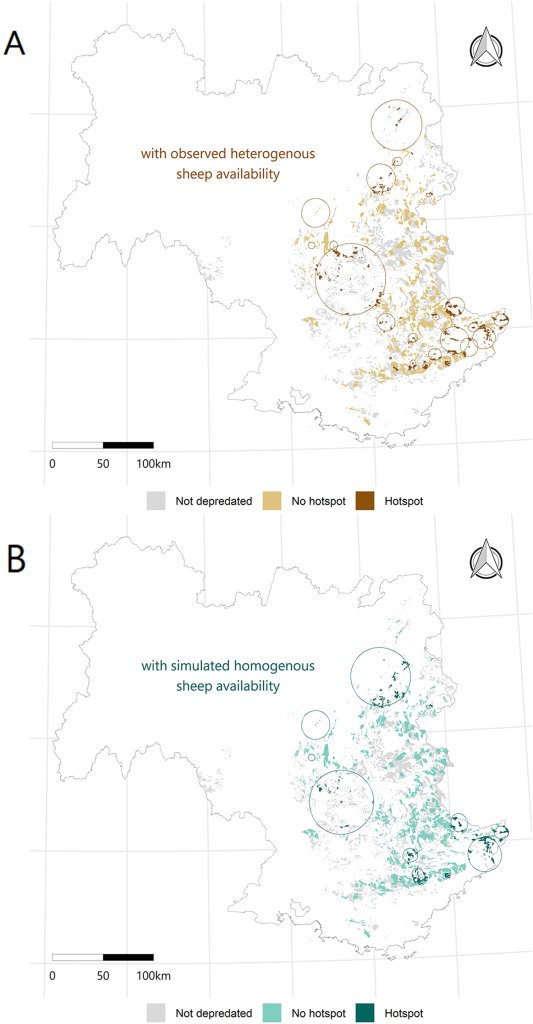 A
with observed heterogenous
sheep availability
0 50 100km
Not depredated No hotspot Hotspot
B
with simulated homogenous
sheep availability
0 50 100km
Not depredated No hotspot Hotspot